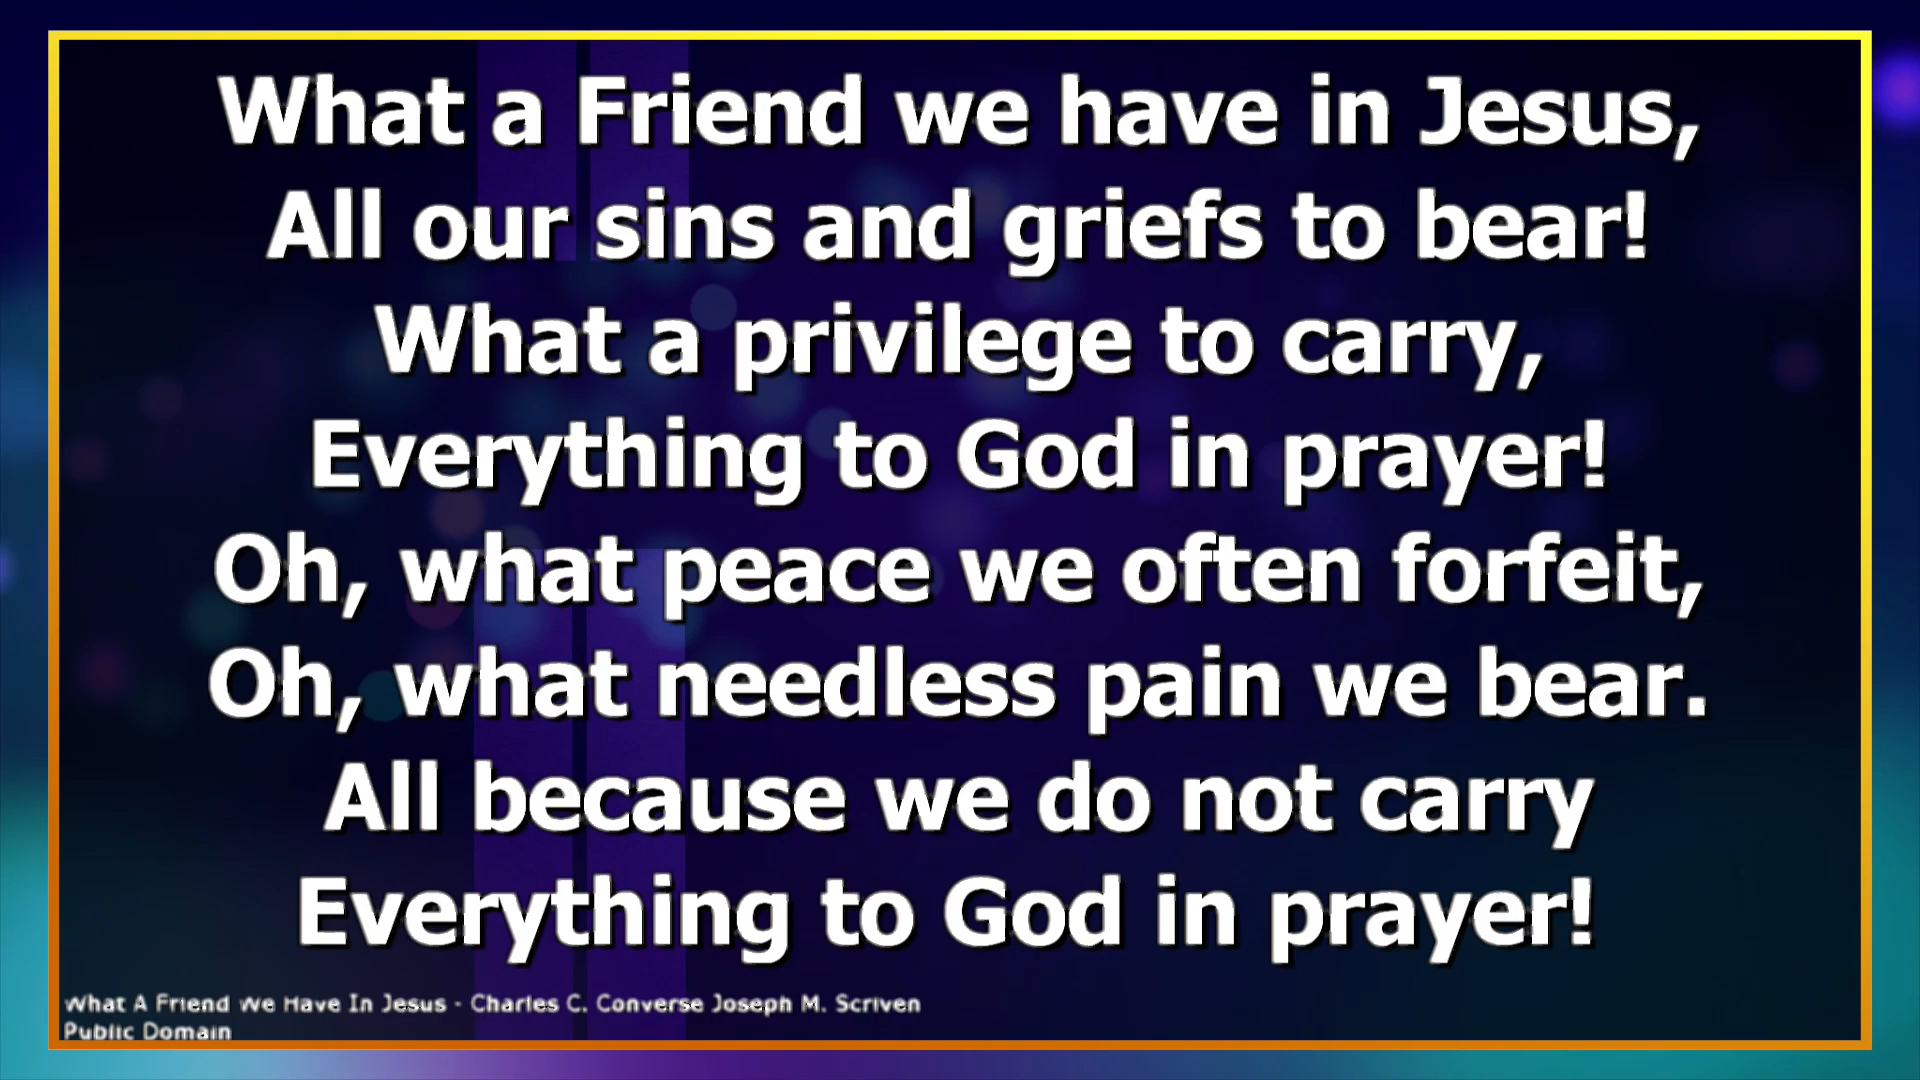 What a Friend we have in Jesus,
All our sins and griefs to bear!
What a privilege to carry,
Everything to God in prayer!
Oh, what peace we often forfeit,
Oh, what needless pain we bear.
All because we do not carry
Everything to God in prayer!
What A Friend We Have In Jesus - Charles C. Converse Joseph M. Scriven
Public Domain